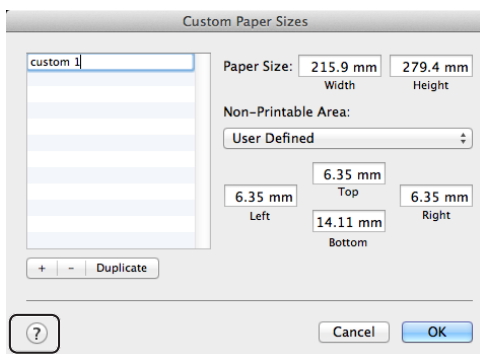 Custom Paper Sizes
custom 1
Paper Size: 215.9 mm 279.4 mm
Width Height
Non-Printable Area:
User Defined
6.35 mm
Top
6.35 mm 6.35 mm
Left Right
14.11 mm
Bottom
+ - Duplicate
? Cancel OK